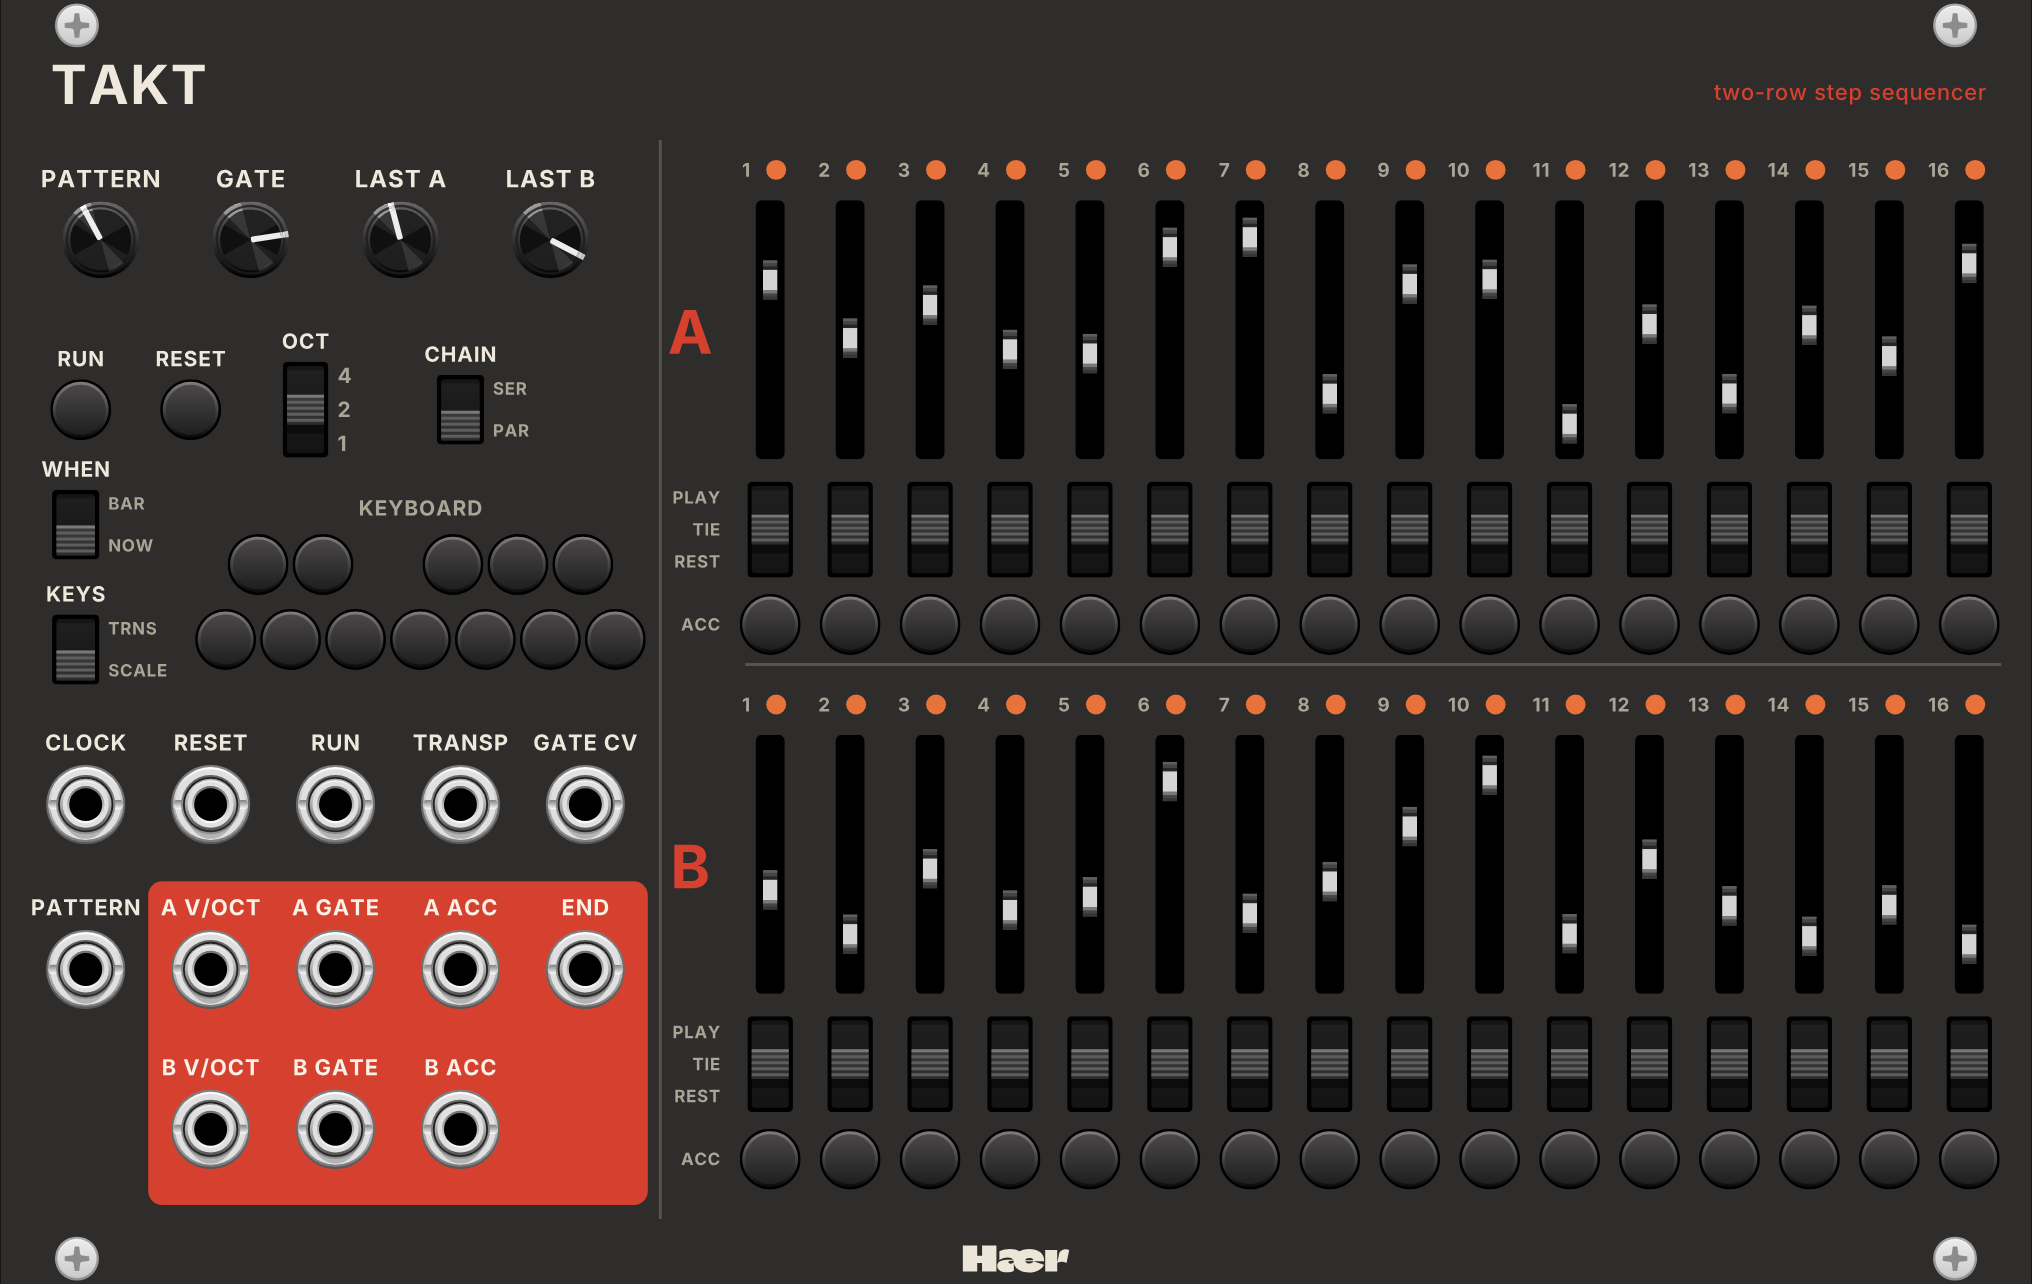 TAKT
two-row step sequencer
PATTERN GATE LAST A LAST B
1 2 3 4 5 6 7 8 9 10 11 12 13 14 15 16
A
RUN RESET OCT CHAIN
4
2
1
SER
PAR
WHEN
BAR
NOW
KEYBOARD
KEYS
TRNS
SCALE
PLAY
TIE
REST
ACC
1 2 3 4 5 6 7 8 9 10 11 12 13 14 15 16
B
PLAY
TIE
REST
ACC
CLOCK RESET RUN TRANSP GATE CV
PATTERN A V/OCT A GATE A ACC END
B V/OCT B GATE B ACC
Hær